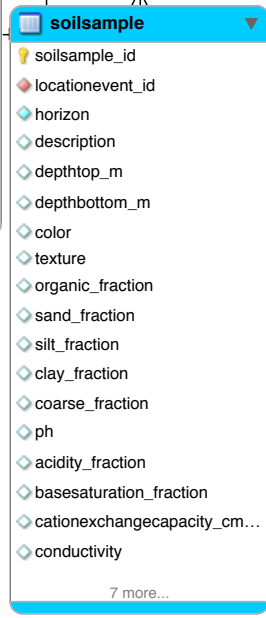 soilsample
soilsample_id
locationevent_id
horizon
description
depthtop_m
depthbottom_m
color
texture
organic_fraction
sand_fraction
silt_fraction
clay_fraction
coarse_fraction
ph
acidity_fraction
basesaturation_fraction
cationexchangecapacity_cm...
conductivity
7 more...